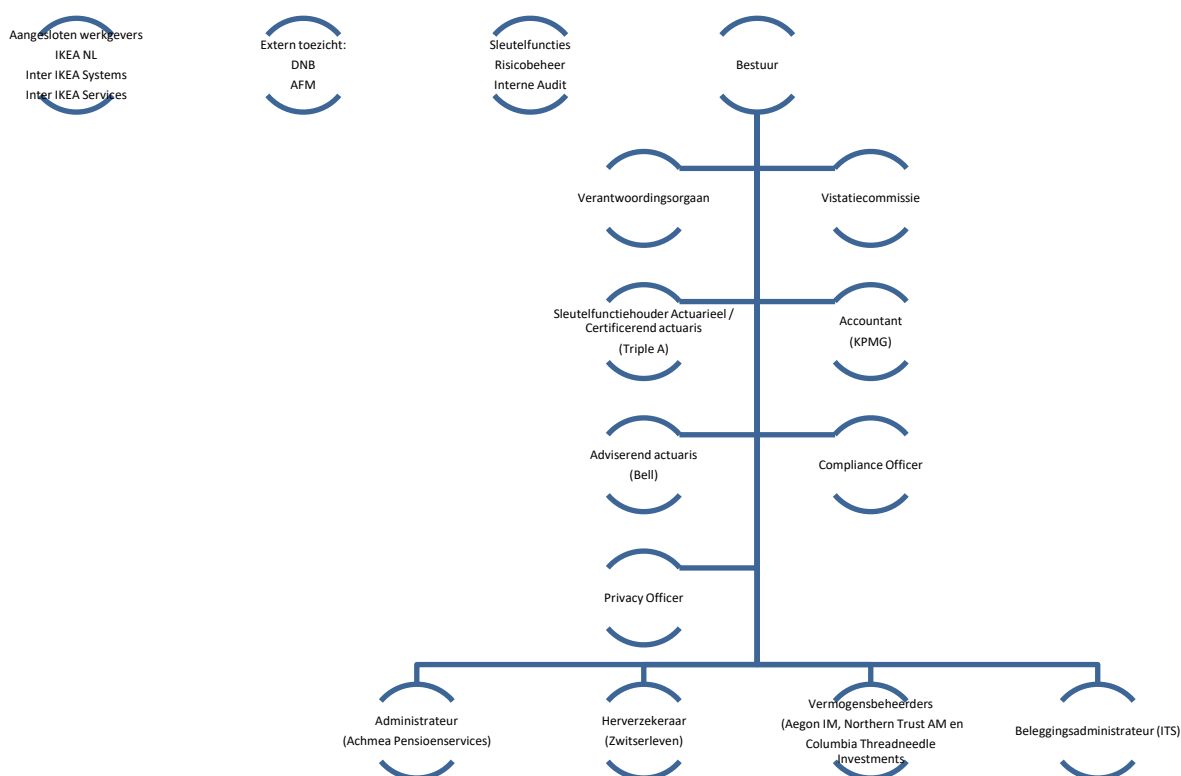 Aangesloten werkgevers
IKEA NL
Inter IKEA Systems
Inter IKEA Services
Extern toezicht:
DNB
AFM
Sleutelfuncties
Risicobeheer
Interne Audit
Bestuur
Verantwoordingsorgaan
Vistatiecommissie
Sleutelfunctiehouder Actuarieel /
Certificerend actuaris
(Triple A)
Accountant
(KPMG)
Adviserend actuaris
(Bell)
Compliance Officer
Privacy Officer
Administrateur
(Achmea Pensioenservices)
Herverzekeraar
(Zwitserleven)
Vermogensbeheerders
(Aegon IM, Northern Trust AM en
Columbia Threadneedle
Investments
Beleggingsadministrateur (ITS)